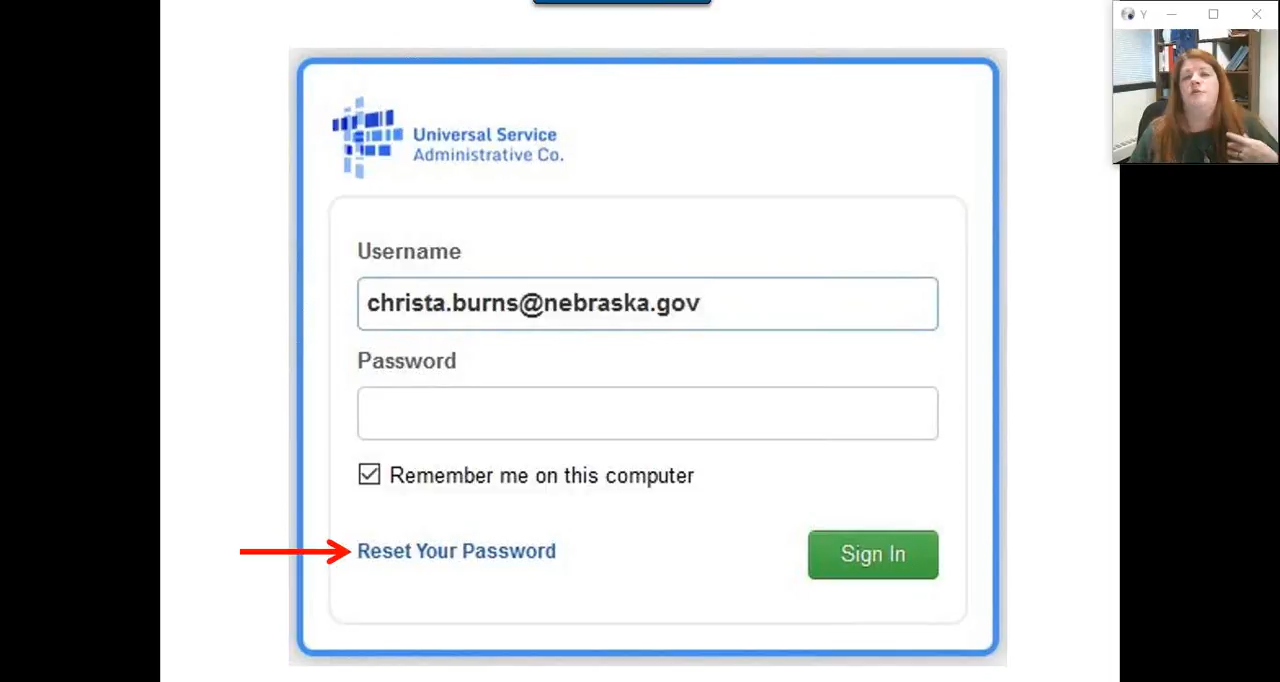 Y
Universal Service
Administrative Co.
Username
christa.burns@nebraska.gov
Password
Remember me on this computer
Reset Your Password
Sign In